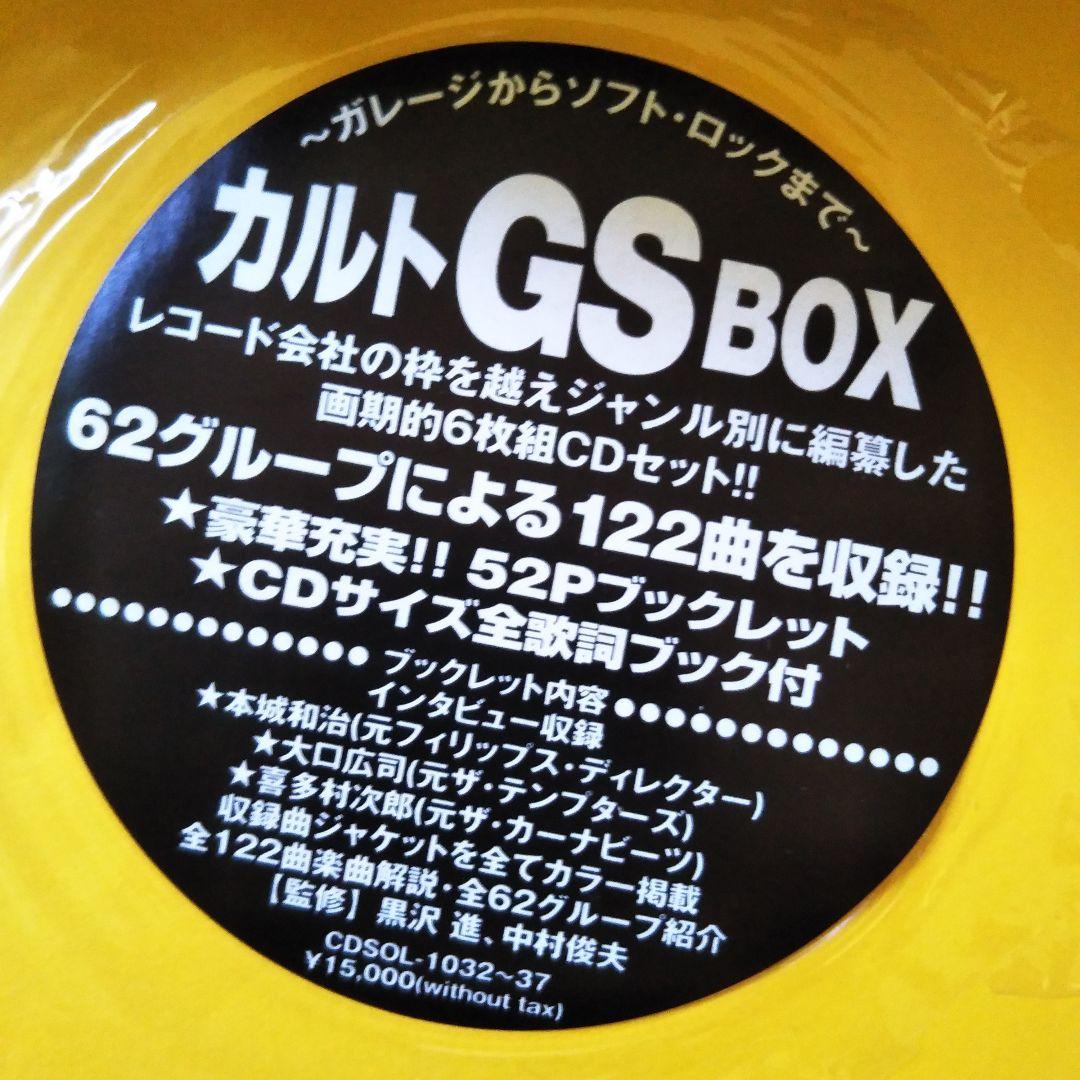 ～ガレージからソフト・ロックまで～
カルトGS BOX
レコード会社の枠を越えジャンル別に編纂した
画期的6枚組CDセット!!
62グループによる122曲を収録!!
★豪華充実!! 52Pブックレット
★CDサイズ全歌詞ブック付
ブックレット内容
インタビュー収録
★本城和治(元フィリップス・ディレクター)
★大口広司(元ザ・テンプターズ)
★喜多村次郎(元ザ・カーナビーツ)
収録曲ジャケットを全てカラー掲載
全122曲楽曲解説・全62グループ紹介
【監修】黒沢 進、中村俊夫
CDSOL-1032～37
¥15,000(without tax)